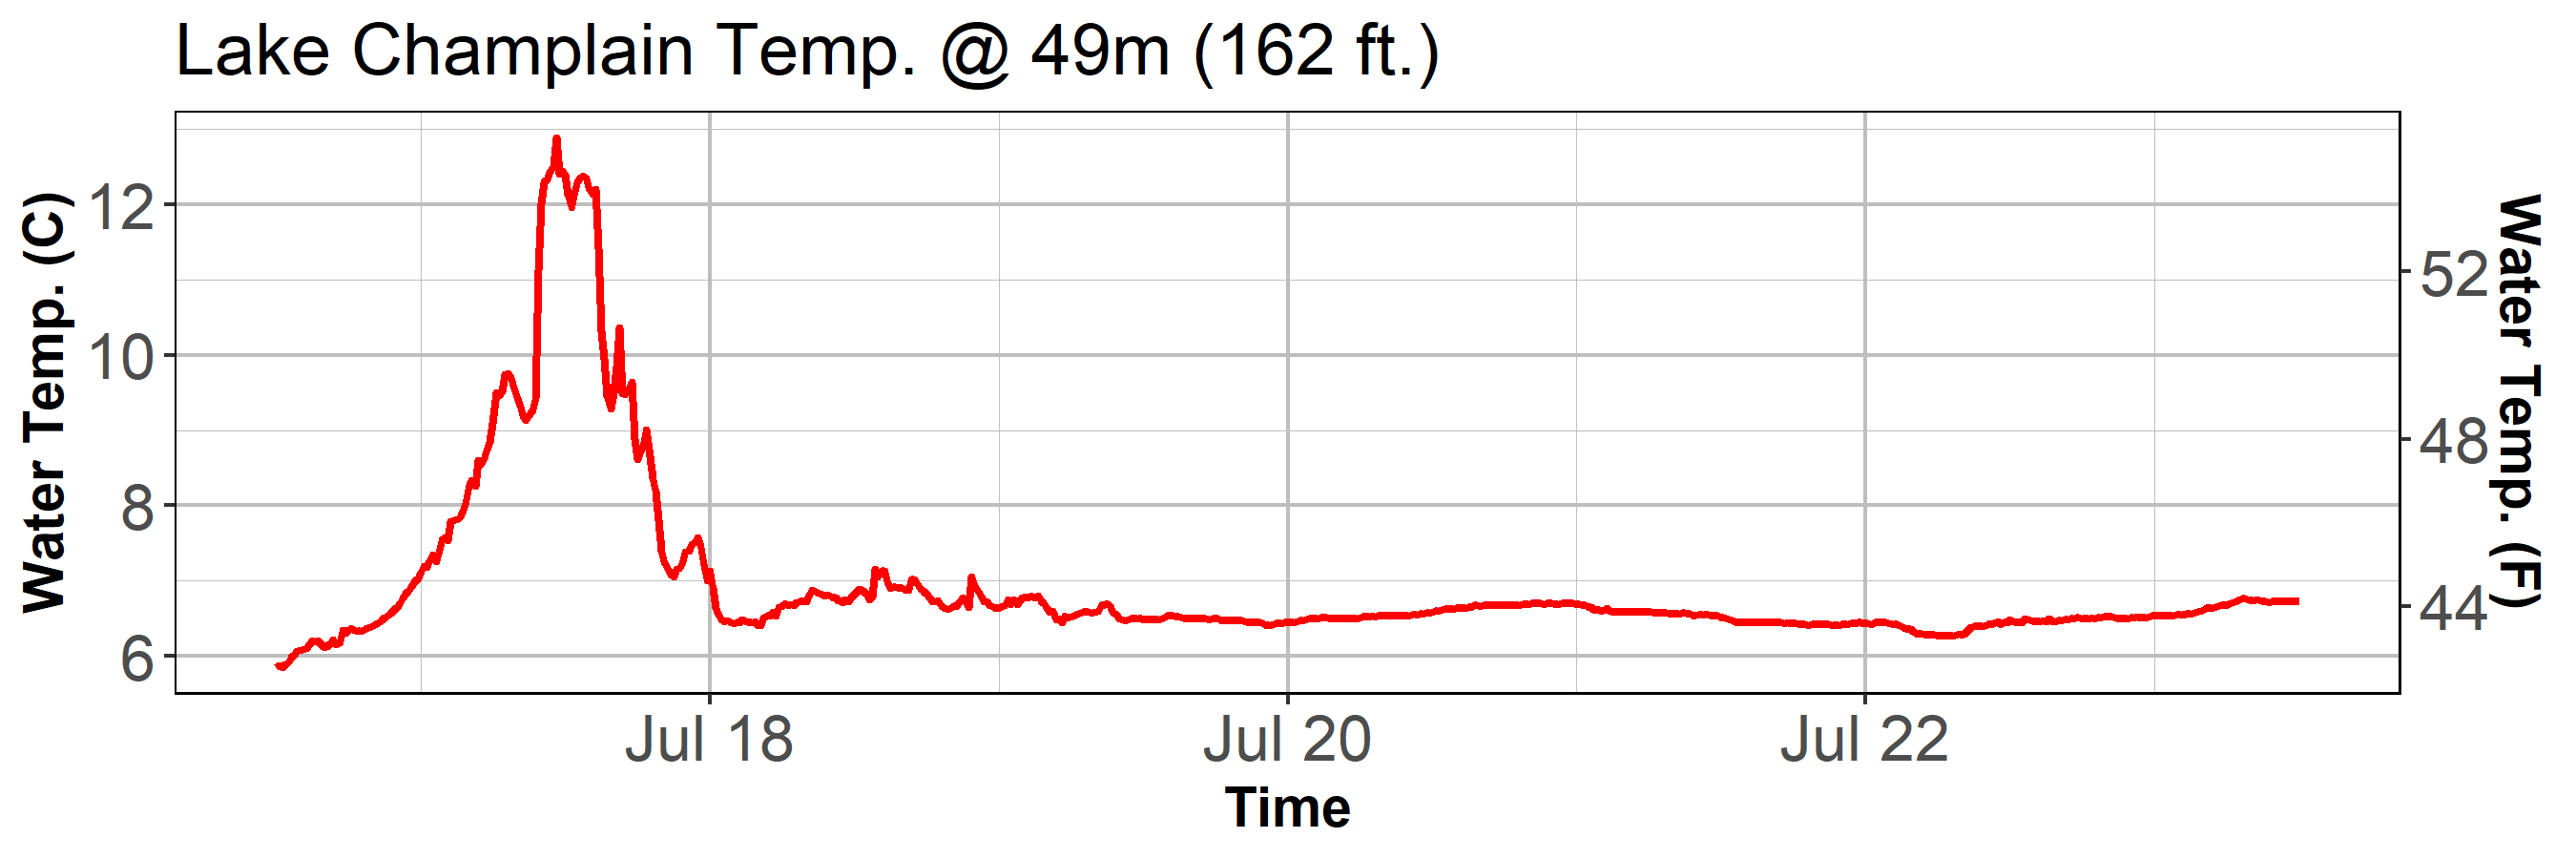 Lake Champlain Temp. @ 49m (162 ft.)
Water Temp. (C)
12
10
8
6
52
48
44
Water Temp. (F)
Jul 18
Jul 20
Jul 22
Time